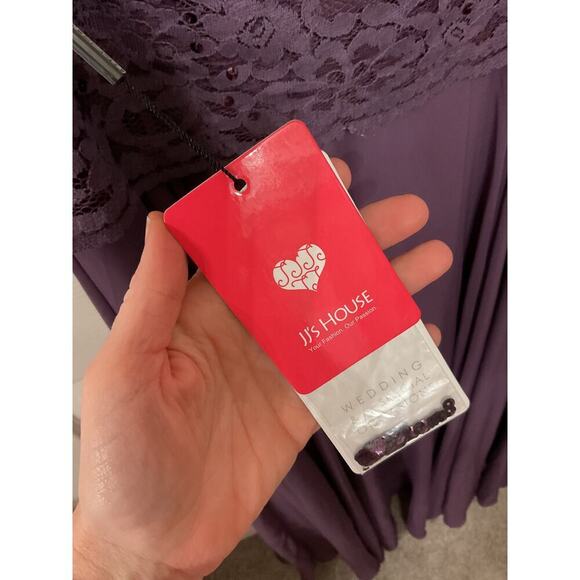 JJ's HOUSE
Your Fashion. Our Passion.
WEDDING